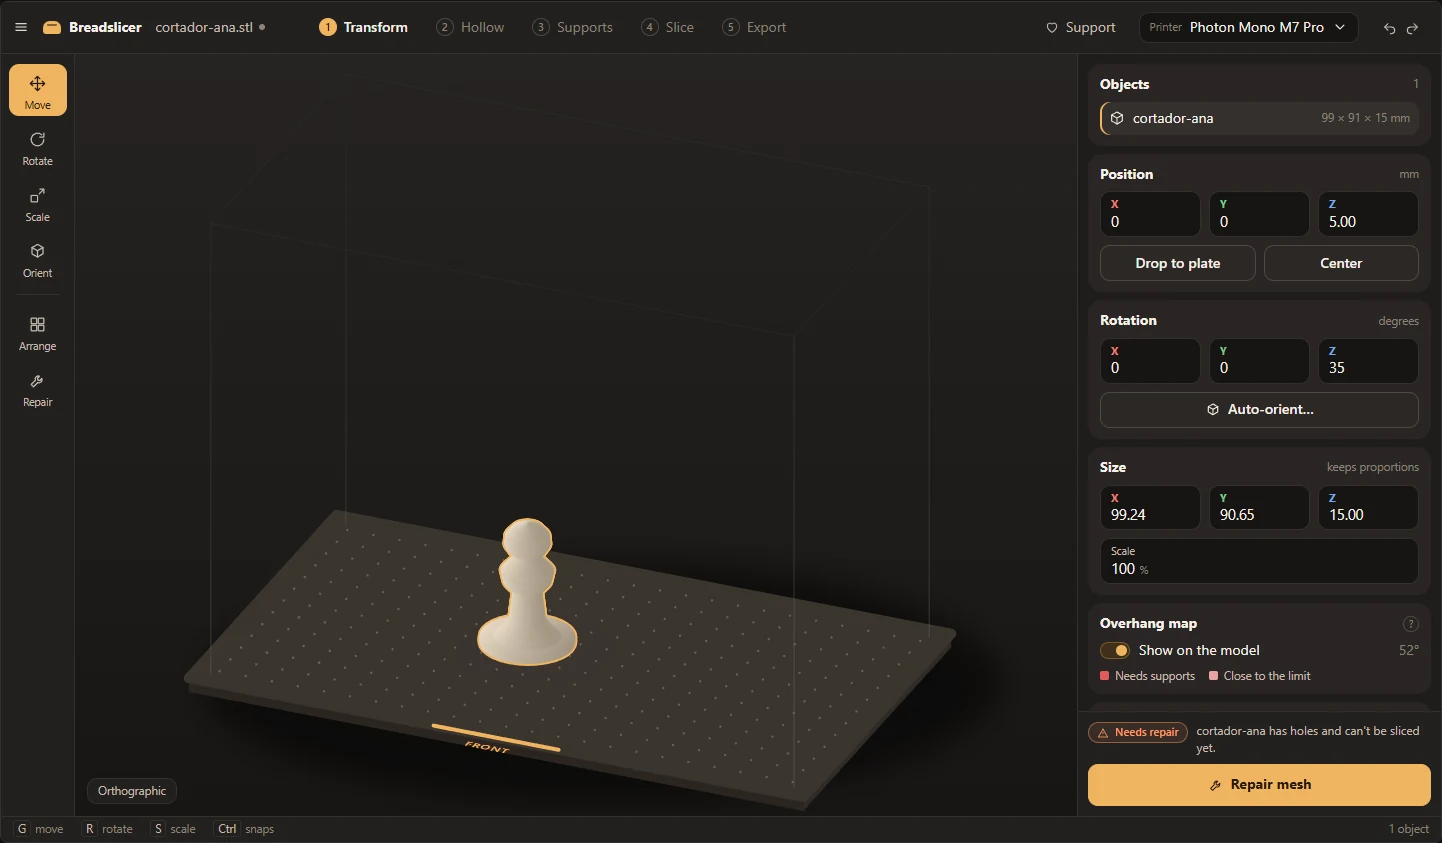 Breadslicer cortador-ana.stl
1 Transform 2 Hollow 3 Supports 4 Slice 5 Export
Support
Printer Photon Mono M7 Pro
Move
Rotate
Scale
Orient
Arrange
Repair
FRONT
Orthographic
Objects 1
cortador-ana 99 × 91 × 15 mm
Position mm
X Y Z
0 0 5.00
Drop to plate Center
Rotation degrees
X Y Z
0 0 35
Auto-orient...
Size keeps proportions
X Y Z
99.24 90.65 15.00
Scale
100 %
Overhang map ?
Show on the model 52°
Needs supports Close to the limit
Needs repair cortador-ana has holes and can't be sliced
yet.
Repair mesh
G move R rotate S scale Ctrl snaps 1 object